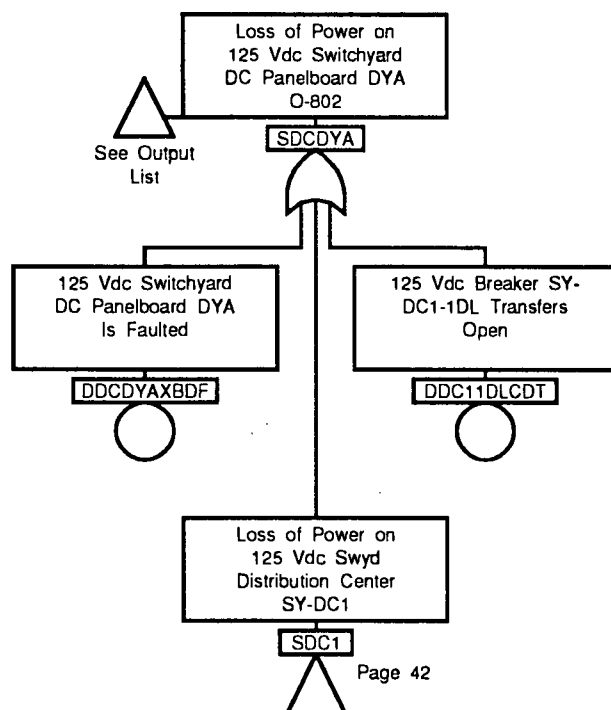 Loss of Power on
125 Vdc Switchyard
DC Panelboard DYA
O-802
SDCDYA
See Output
List
125 Vdc Switchyard
DC Panelboard DYA
Is Faulted
DDCDYAXBDF
125 Vdc Breaker SY-
DC1-1DL Transfers
Open
DDC11DLCDT
Loss of Power on
125 Vdc Swyd
Distribution Center
SY-DC1
SDC1
Page 42